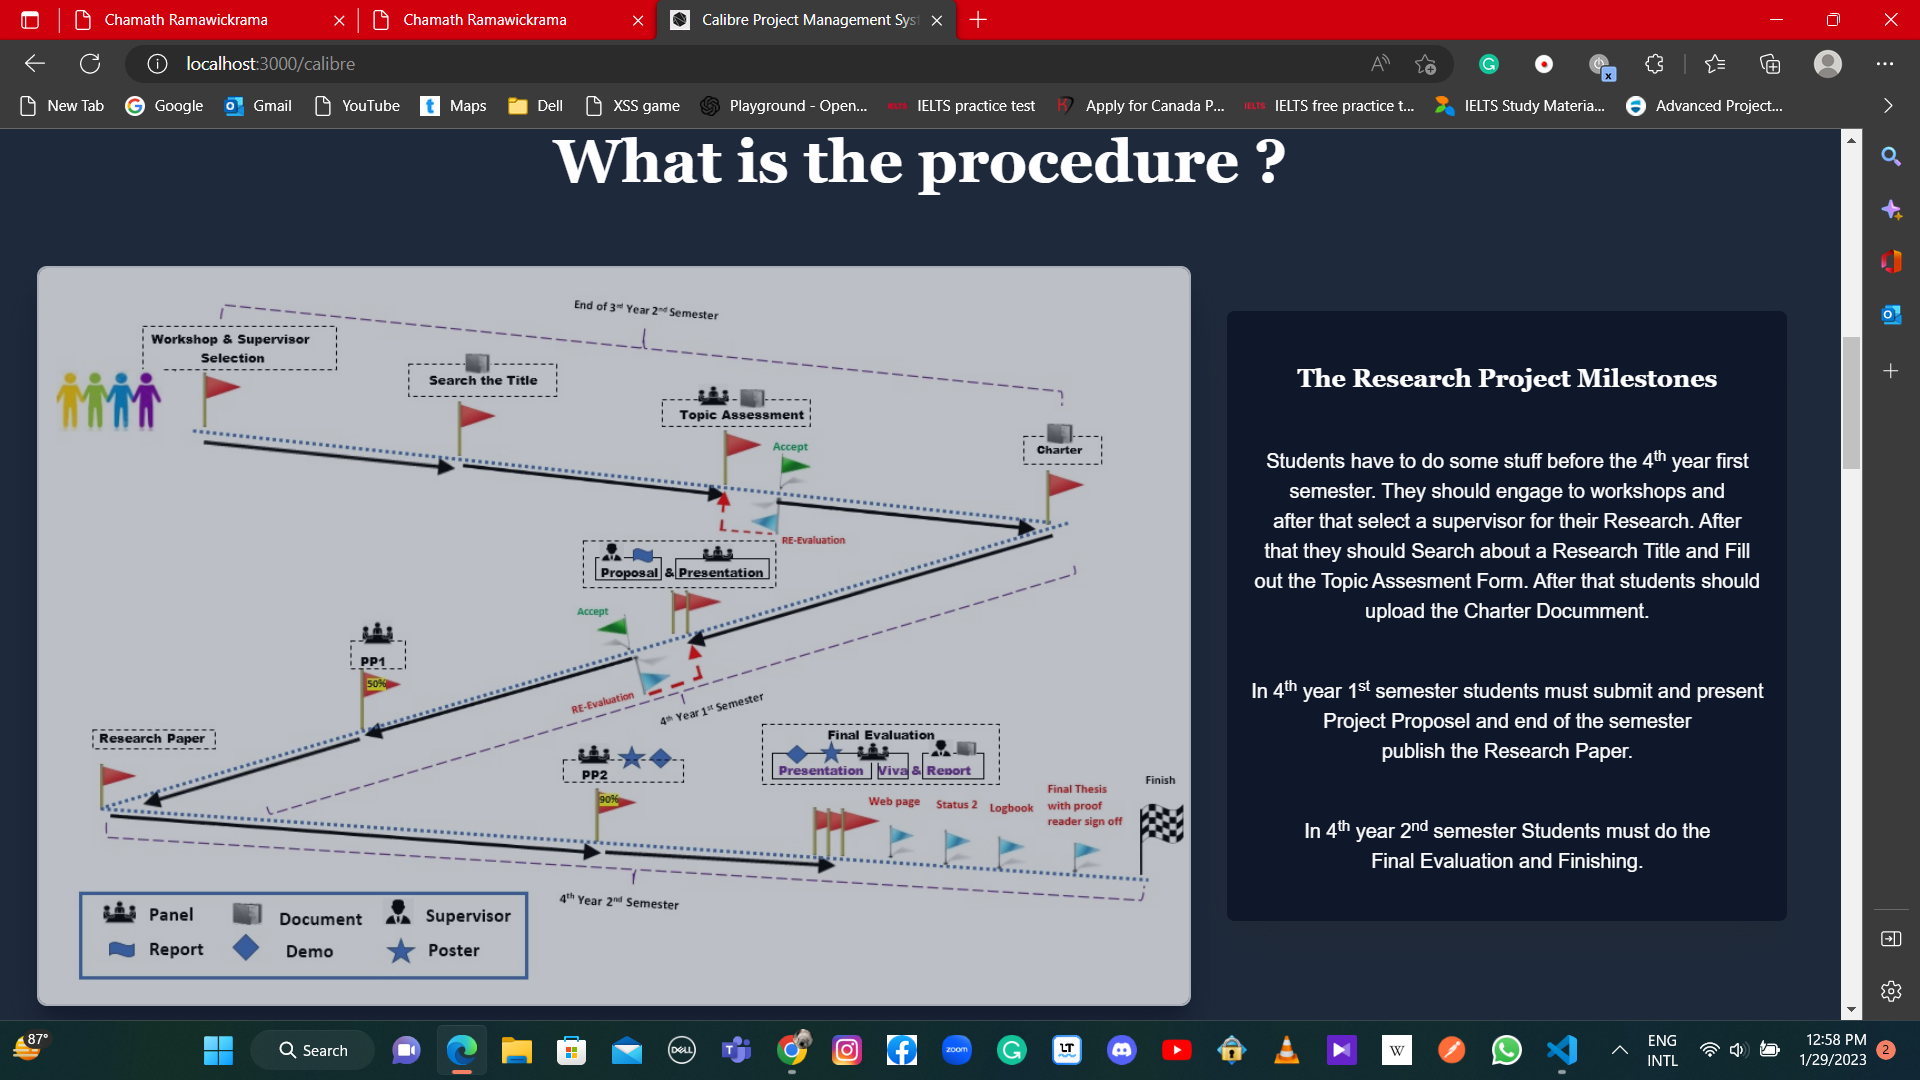 Chamath Ramawickrama
Chamath Ramawickrama
Calibre Project Management Syst
localhost:3000/calibre
New Tab
Google
Gmail
YouTube
Maps
Dell
XSS game
Playground - Open...
IELTS practice test
Apply for Canada P...
IELTS free practice t...
IELTS Study Materia...
Advanced Project...
What is the procedure ?
End of 3rd Year 2nd Semester
Workshop & Supervisor
Selection
Search the Title
Topic Assessment
Accept
Charter
RE-Evaluation
Proposal & Presentation
Accept
PP1
50%
RE-Evaluation
4th Year 1st Semester
Research Paper
PP2
90%
Final Evaluation
Presentation Viva & Report
Web page
Status 2
Logbook
Final Thesis
with proof
reader sign off
Finish
4th Year 2nd Semester
Panel
Document
Supervisor
Report
Demo
Poster
The Research Project Milestones
Students have to do some stuff before the 4th year first
semester. They should engage to workshops and
after that select a supervisor for their Research. After
that they should Search about a Research Title and Fill
out the Topic Assesment Form. After that students should
upload the Charter Documment.
In 4th year 1st semester students must submit and present
Project Proposel and end of the semester
publish the Research Paper.
In 4th year 2nd semester Students must do the
Final Evaluation and Finishing.
87°
Search
DELL
zoom
LT
W
ENG
INTL
12:58 PM
1/29/2023
2